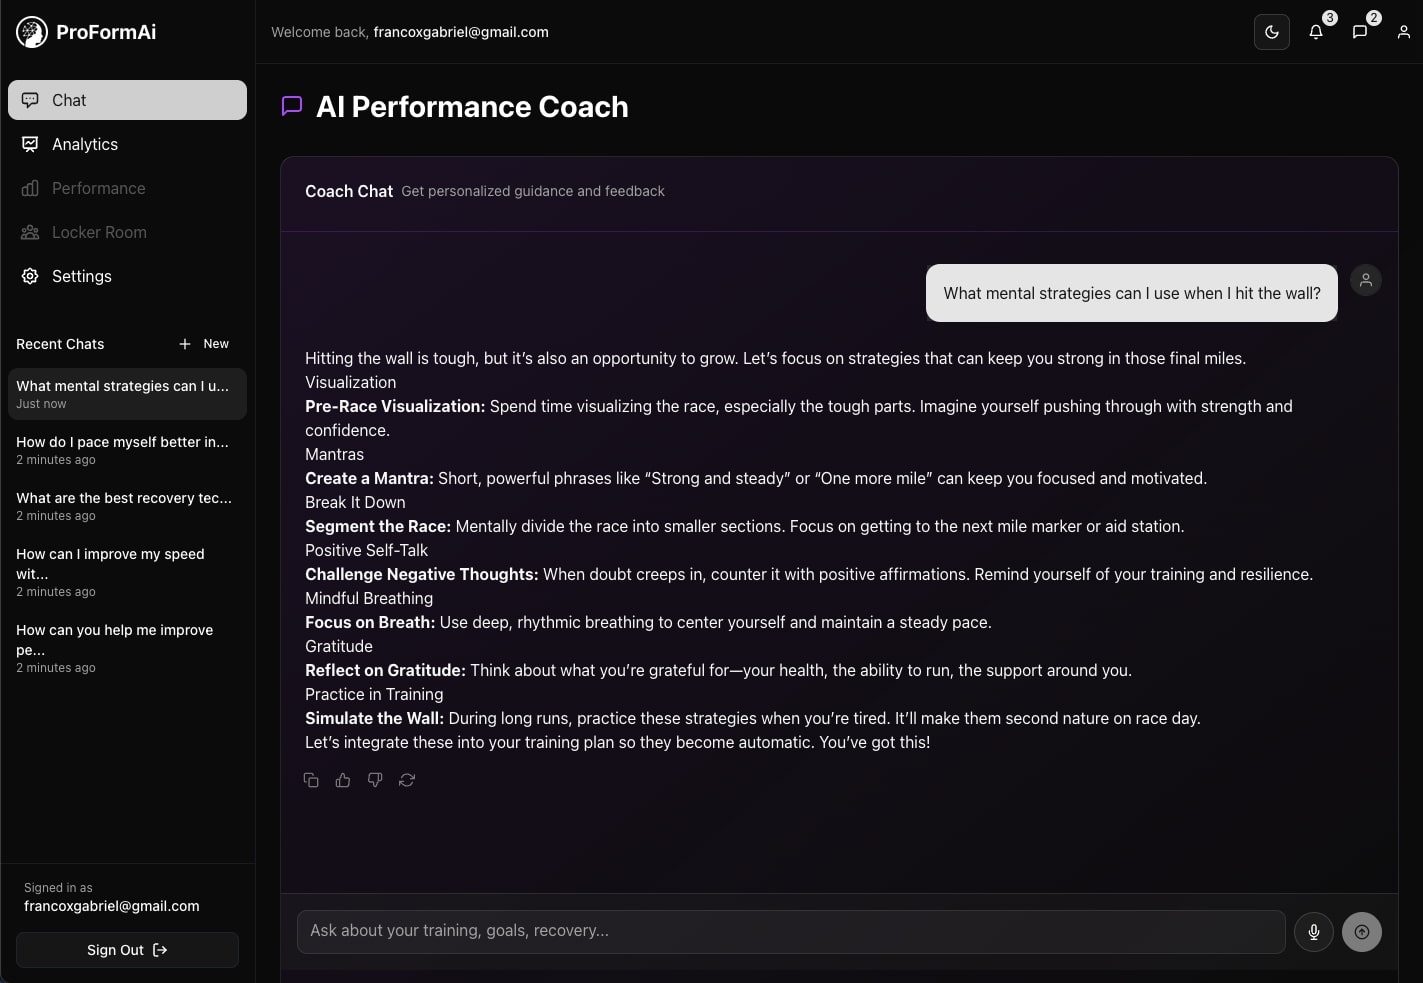 ProFormAi
Welcome back, francoxgabriel@gmail.com
3
2
Chat
Analytics
Performance
Locker Room
Settings
Recent Chats
New
What mental strategies can I u...
Just now
How do I pace myself better in...
2 minutes ago
What are the best recovery tec...
2 minutes ago
How can I improve my speed
wit...
2 minutes ago
How can you help me improve
pe...
2 minutes ago
Signed in as
francoxgabriel@gmail.com
Sign Out
AI Performance Coach
Coach Chat Get personalized guidance and feedback
What mental strategies can I use when I hit the wall?
Hitting the wall is tough, but it’s also an opportunity to grow. Let’s focus on strategies that can keep you strong in those final miles.
Visualization
Pre-Race Visualization: Spend time visualizing the race, especially the tough parts. Imagine yourself pushing through with strength and
confidence.
Mantras
Create a Mantra: Short, powerful phrases like “Strong and steady” or “One more mile” can keep you focused and motivated.
Break It Down
Segment the Race: Mentally divide the race into smaller sections. Focus on getting to the next mile marker or aid station.
Positive Self-Talk
Challenge Negative Thoughts: When doubt creeps in, counter it with positive affirmations. Remind yourself of your training and resilience.
Mindful Breathing
Focus on Breath: Use deep, rhythmic breathing to center yourself and maintain a steady pace.
Gratitude
Reflect on Gratitude: Think about what you’re grateful for—your health, the ability to run, the support around you.
Practice in Training
Simulate the Wall: During long runs, practice these strategies when you’re tired. It’ll make them second nature on race day.
Let’s integrate these into your training plan so they become automatic. You’ve got this!
Ask about your training, goals, recovery...